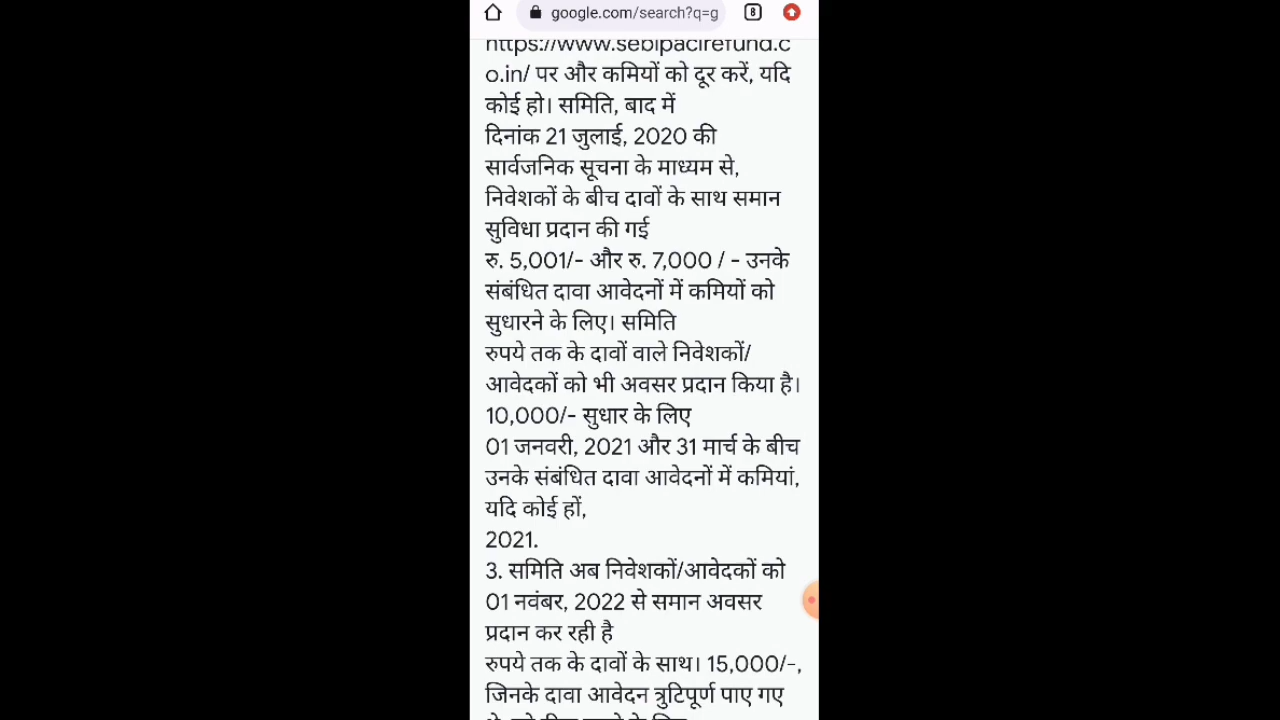 google.com/search?q=g
8
https://www.sebipacirefund.c
o.in/ पर और कमियों को दूर करें, यदि
कोई हो। समिति, बाद में
दिनांक 21 जुलाई, 2020 की
सार्वजनिक सूचना के माध्यम से,
निवेशकों के बीच दावों के साथ समान
सुविधा प्रदान की गई
रु. 5,001/- और रु. 7,000 / - उनके
संबंधित दावा आवेदनों में कमियों को
सुधारने के लिए। समिति
रुपये तक के दावों वाले निवेशकों/
आवेदकों को भी अवसर प्रदान किया है।
10,000/- सुधार के लिए
01 जनवरी, 2021 और 31 मार्च के बीच
उनके संबंधित दावा आवेदनों में कमियां,
यदि कोई हों,
2021.
3. समिति अब निवेशकों/आवेदकों को
01 नवंबर, 2022 से समान अवसर
प्रदान कर रही है
रुपये तक के दावों के साथ। 15,000/-,
जिनके दावा आवेदन त्रुटिपूर्ण पाए गए